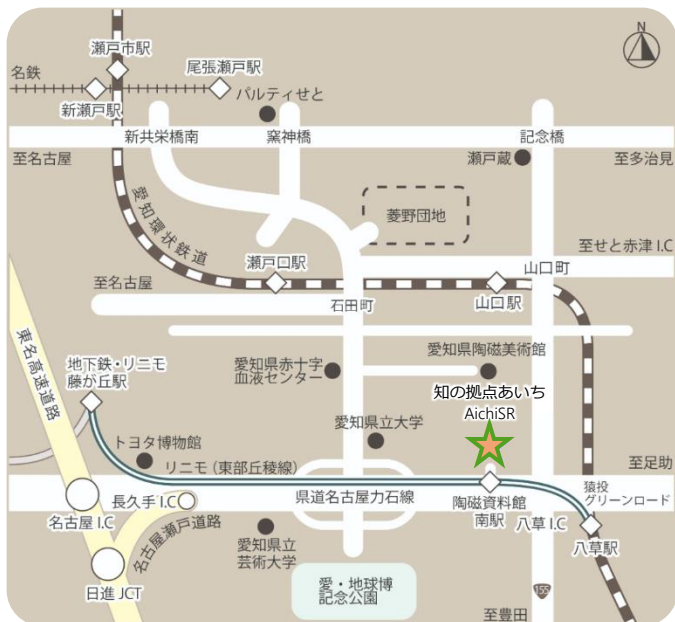 N
瀬戸市駅
名鉄
尾張瀬戸駅
新瀬戸駅
パルティせと
新共栄橋南
窯神橋
記念橋
至名古屋
瀬戸蔵
至多治見
愛知環状鉄道
菱野団地
至せと赤津 I.C
瀬戸口駅
山口町
至名古屋
石田町
山口駅
東名高速道路
地下鉄・リニモ
藤が丘駅
愛知県赤十字
血液センター
愛知県陶磁美術館
知の拠点あいち
AichiSR
愛知県立大学
トヨタ博物館
リニモ（東部丘稜線）
至足助
長久手 I.C
県道名古屋力石線
陶磁資料館
南駅
猿投
グリーンロード
名古屋 I.C
名古屋瀬戸道路
八草 I.C
八草駅
愛知県立
芸術大学
日進 JCT
愛・地球博
記念公園
155
至豊田